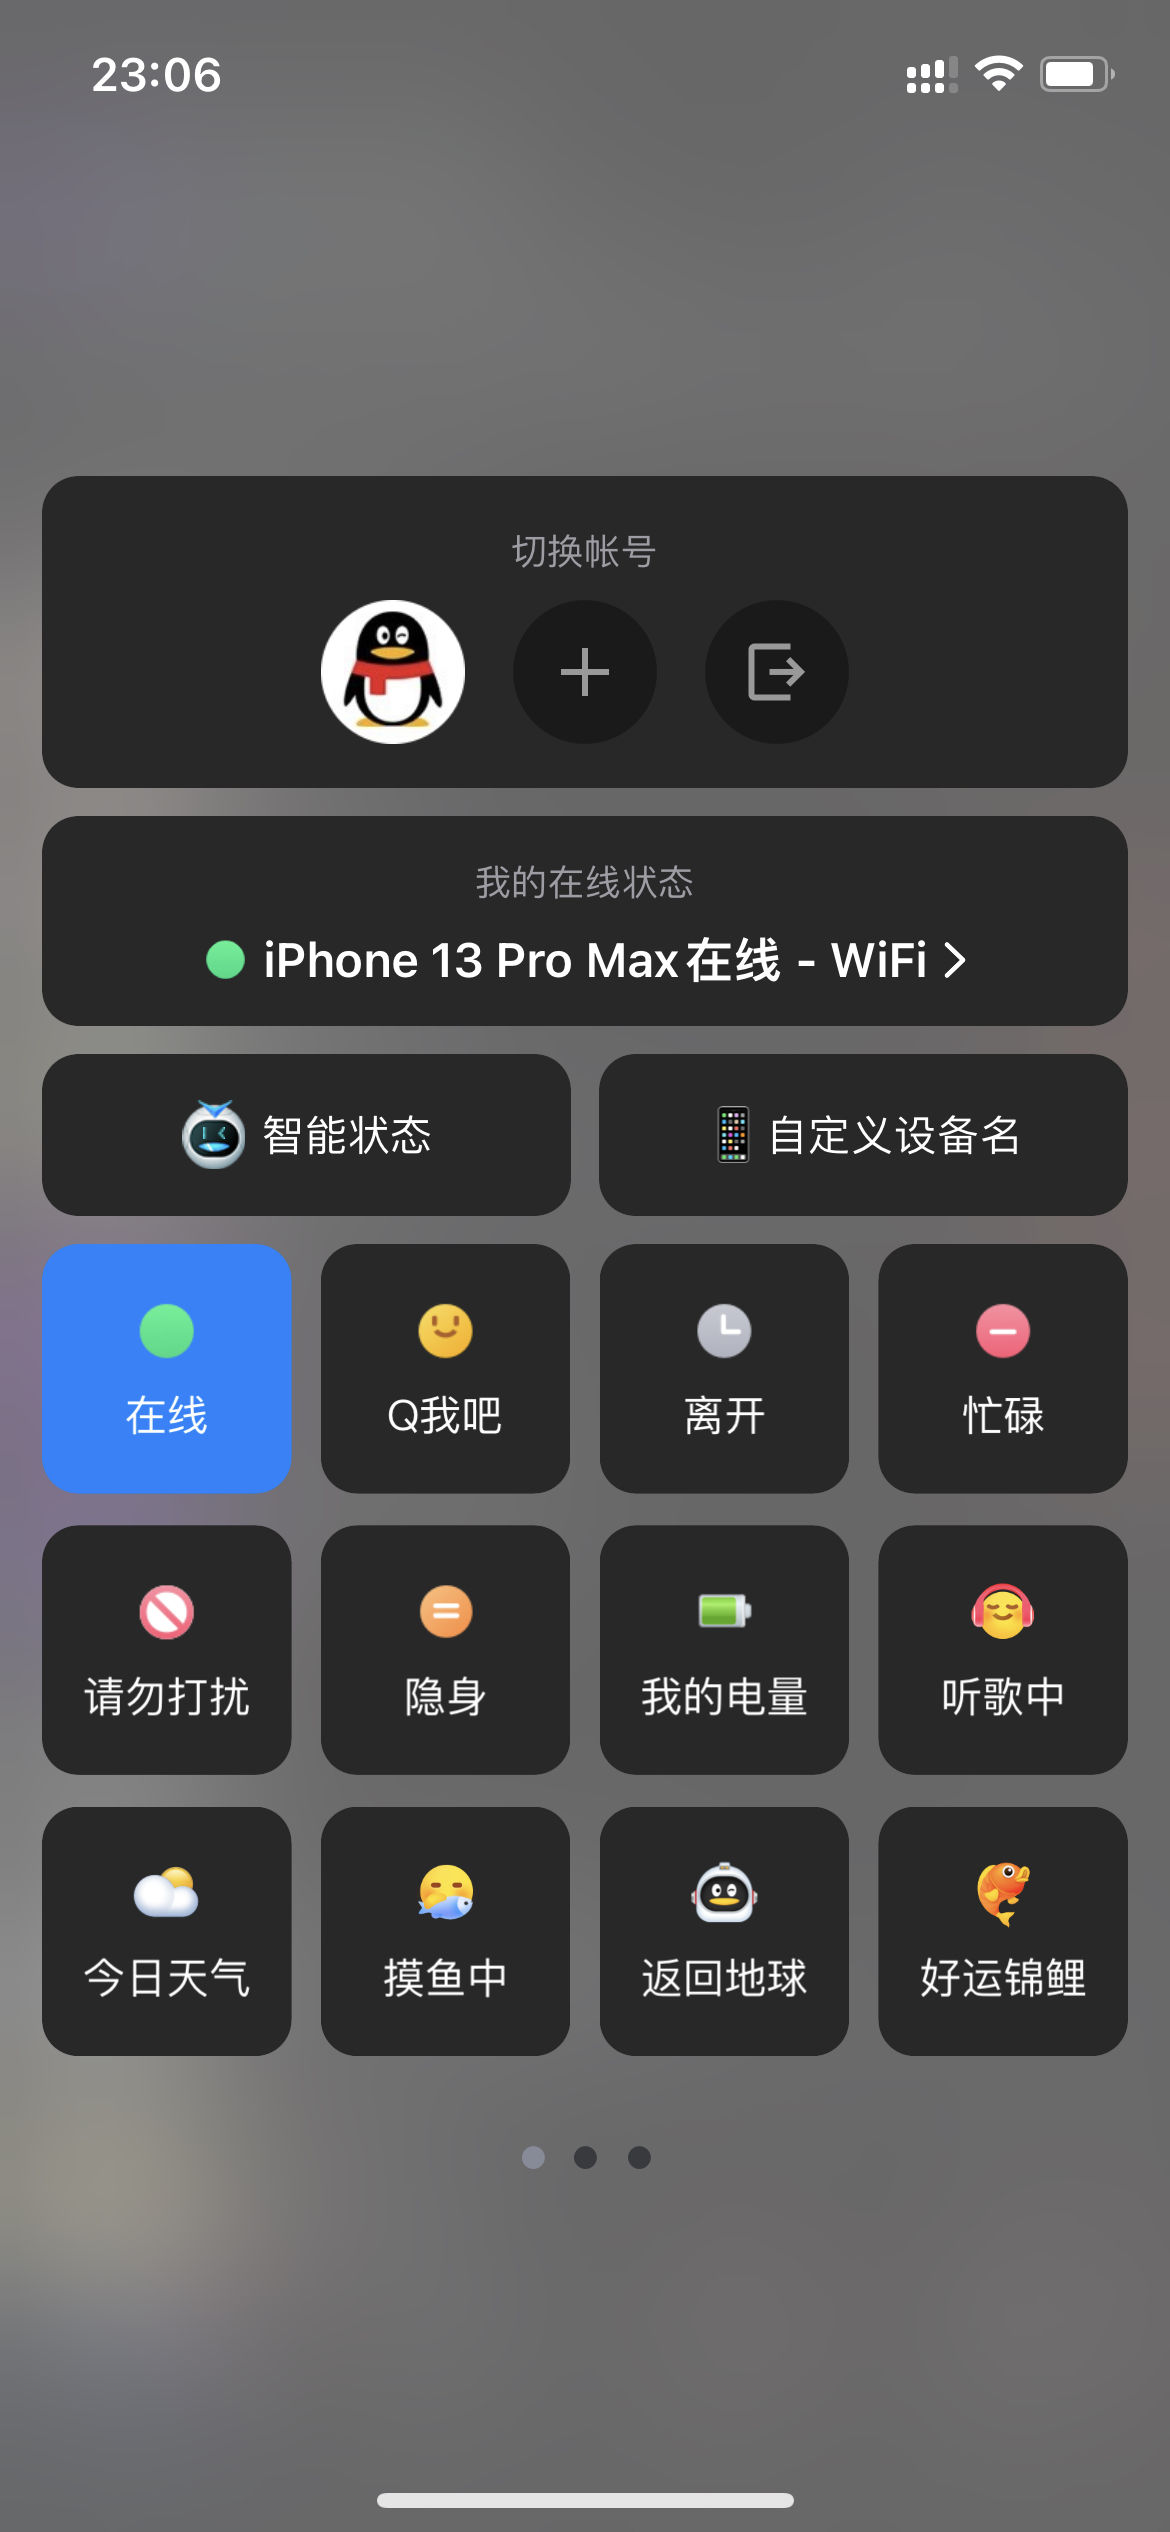 23:06
切换帐号
我的在线状态
iPhone 13 Pro Max在线 - WiFi
智能状态
自定义设备名
在线
Q我吧
离开
忙碌
请勿打扰
隐身
我的电量
听歌中
今日天气
摸鱼中
返回地球
好运锦鲤